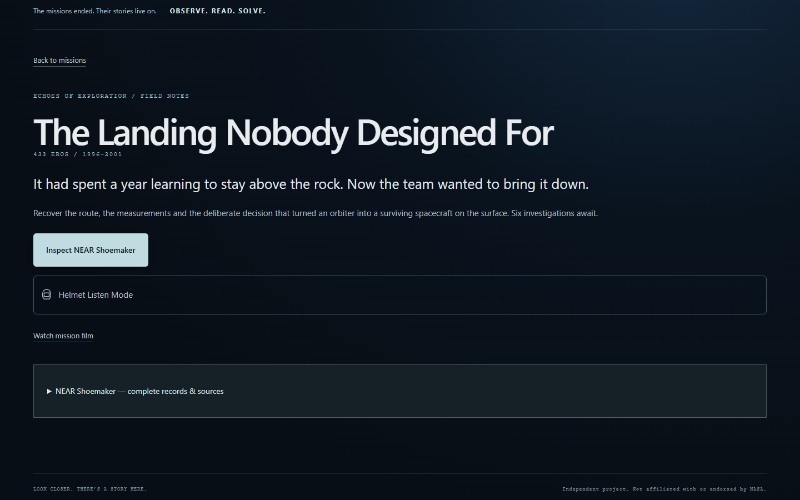 The missions ended. Their stories live on. OBSERVE. READ. SOLVE.
Back to missions
ECHOES OF EXPLORATION / FIELD NOTES
The Landing Nobody Designed For
433 EROS / 1996–2001
It had spent a year learning to stay above the rock. Now the team wanted to bring it down.
Recover the route, the measurements and the deliberate decision that turned an orbiter into a surviving spacecraft on the surface. Six investigations await.
Inspect NEAR Shoemaker
Helmet Listen Mode
Watch mission film
▶ NEAR Shoemaker — complete records & sources
LOOK CLOSER. THERE'S A STORY HERE.
Independent project. Not affiliated with or endorsed by NASA.